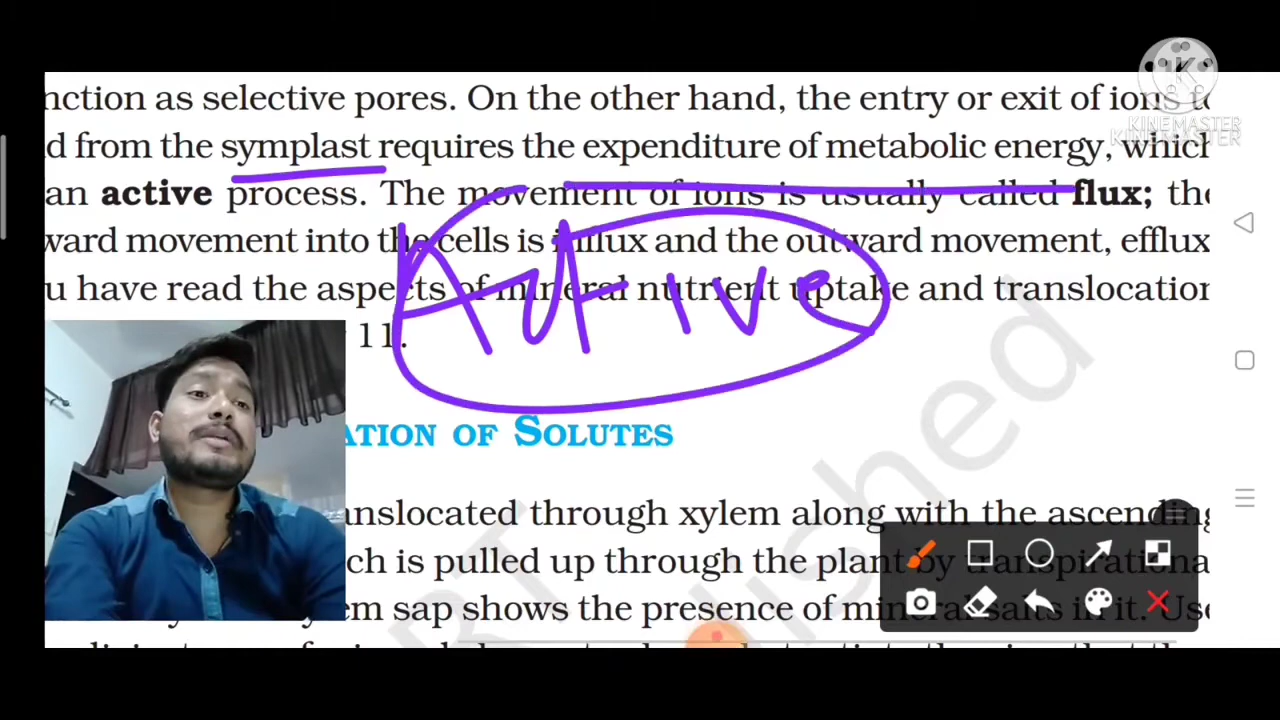 nction as selective pores. On the other hand, the entry or exit of ions to
d from the symplast requires the expenditure of metabolic energy, which
an active process. The movement of ions is usually called flux; the
ward movement into the cells is influx and the outward movement, efflux
u have read the aspects of mineral nutrient uptake and translocation
11.
Active
ATION OF SOLUTES
anslocated through xylem along with the ascending
ch is pulled up through the plant by transpirational
em sap shows the presence of mineral salts in it. Use
K
KINEMASTER
KINEMASTER